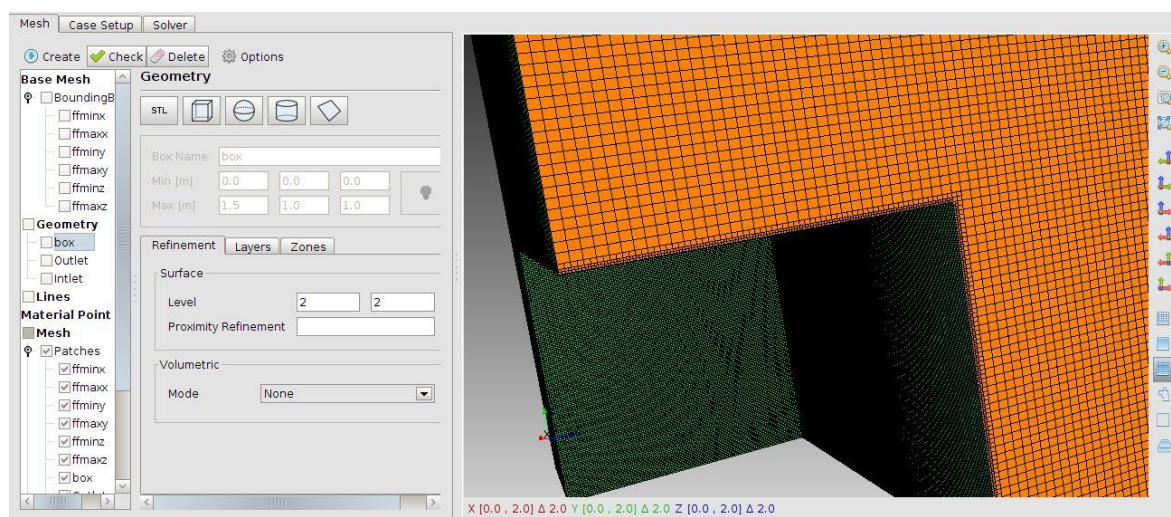 Mesh Case Setup Solver
Create Check Delete Options
Base Mesh
BoundingB
ffminx
ffmaxx
ffminy
ffmaxy
ffminz
ffmaxz
Geometry
box
Outlet
Intlet
Lines
Material Point
Mesh
Patches
ffminx
ffmaxx
ffminy
ffmaxy
ffminz
ffmaxz
box
Geometry
STL
Box Name box
Min [m] 0.0 0.0 0.0
Max [m] 1.5 1.0 1.0
Refinement Layers Zones
Surface
Level 2 2
Proximity Refinement
Volumetric
Mode None
X [0.0 , 2.0] Δ 2.0 Y [0.0 , 2.0] Δ 2.0 Z [0.0 , 2.0] Δ 2.0